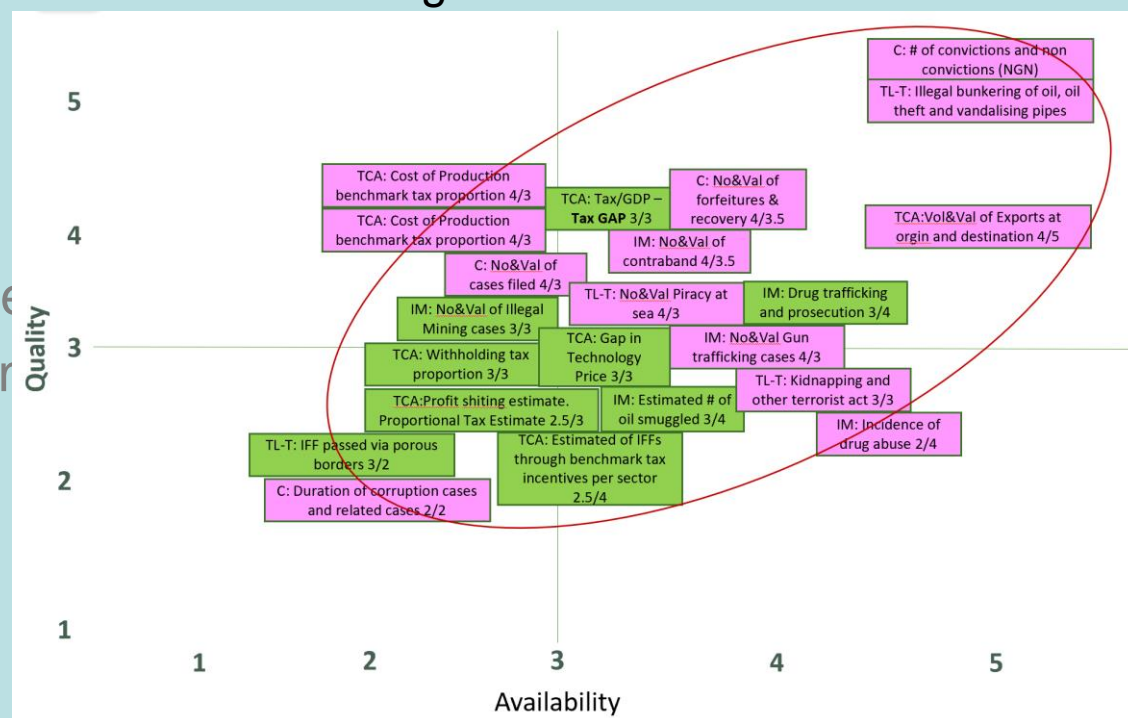 g
C: # of convictions and non
convictions (NGN)
TL-T: Illegal bunkering of oil, oil
theft and vandalising pipes
5
TCA: Cost of Production
benchmark tax proportion 4/3
TCA: Tax/GDP –
Tax GAP 3/3
C: No&Val of
forfeitures &
recovery 4/3.5
TCA: Cost of Production
benchmark tax proportion 4/3
IM: No&Val of
contraband 4/3.5
TCA:Vol&Val of Exports at
orgin and destination 4/5
4
C: No&Val of
cases filed 4/3
TL-T: No&Val Piracy at
sea 4/3
IM: Drug trafficking
and prosecution 3/4
IM: No&Val of Illegal
Mining cases 3/3
TCA: Gap in
Technology
Price 3/3
IM: No&Val Gun
trafficking cases 4/3
3
Quality
TCA: Withholding tax
proportion 3/3
TL-T: Kidnapping and
other terrorist act 3/3
TCA:Profit shiting estimate.
Proportional Tax Estimate 2.5/3
IM: Estimated # of
oil smuggled 3/4
IM: Incidence of
drug abuse 2/4
TL-T: IFF passed via porous
borders 3/2
TCA: Estimated of IFFs
through benchmark tax
incentives per sector
2.5/4
2
C: Duration of corruption cases
and related cases 2/2
1
1 2 3 4 5
Availability